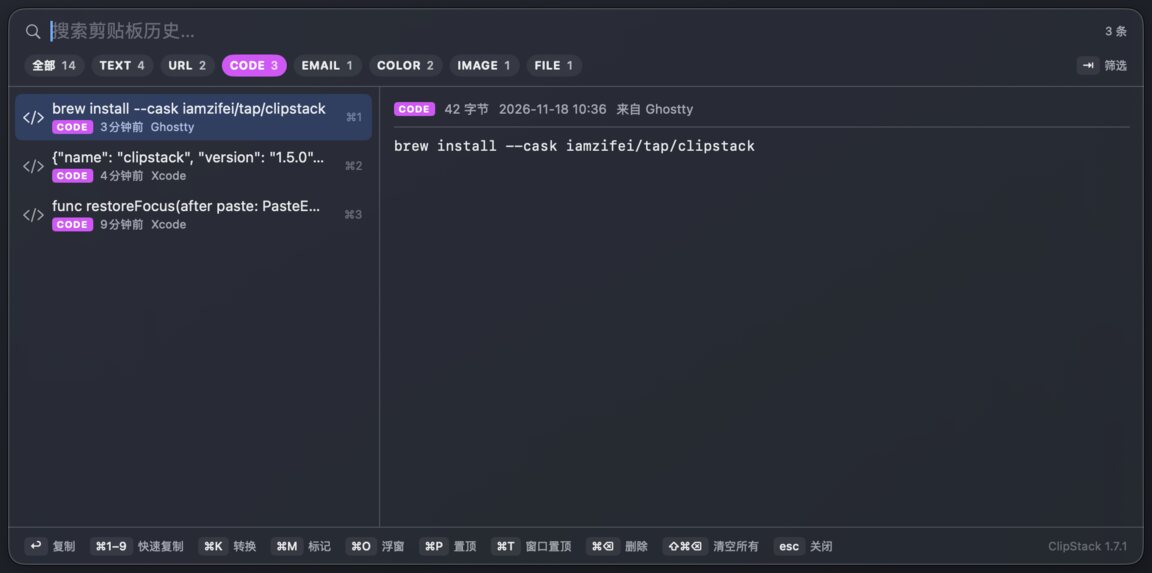 搜索剪贴板历史...
3 条
全部 14 TEXT 4 URL 2 CODE 3 EMAIL 1 COLOR 2 IMAGE 1 FILE 1
⇥ 筛选
</> brew install --cask iamzifei/tap/clipstack ⌘1
CODE 3分钟前 Ghostty
</> {"name": "clipstack", "version": "1.5.0"... ⌘2
CODE 4分钟前 Xcode
</> func restoreFocus(after paste: PasteE... ⌘3
CODE 9分钟前 Xcode
CODE 42 字节 2026-11-18 10:36 来自 Ghostty
brew install --cask iamzifei/tap/clipstack
↩ 复制 ⌘1–9 快速复制 ⌘K 转换 ⌘M 标记 ⌘O 浮窗 ⌘P 置顶 ⌘T 窗口置顶 ⌘⌫ 删除 ⇧⌘⌫ 清空所有 esc 关闭
ClipStack 1.7.1